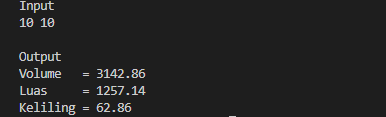 Input
10 10
Output
Volume = 3142.86
Luas = 1257.14
Keliling = 62.86